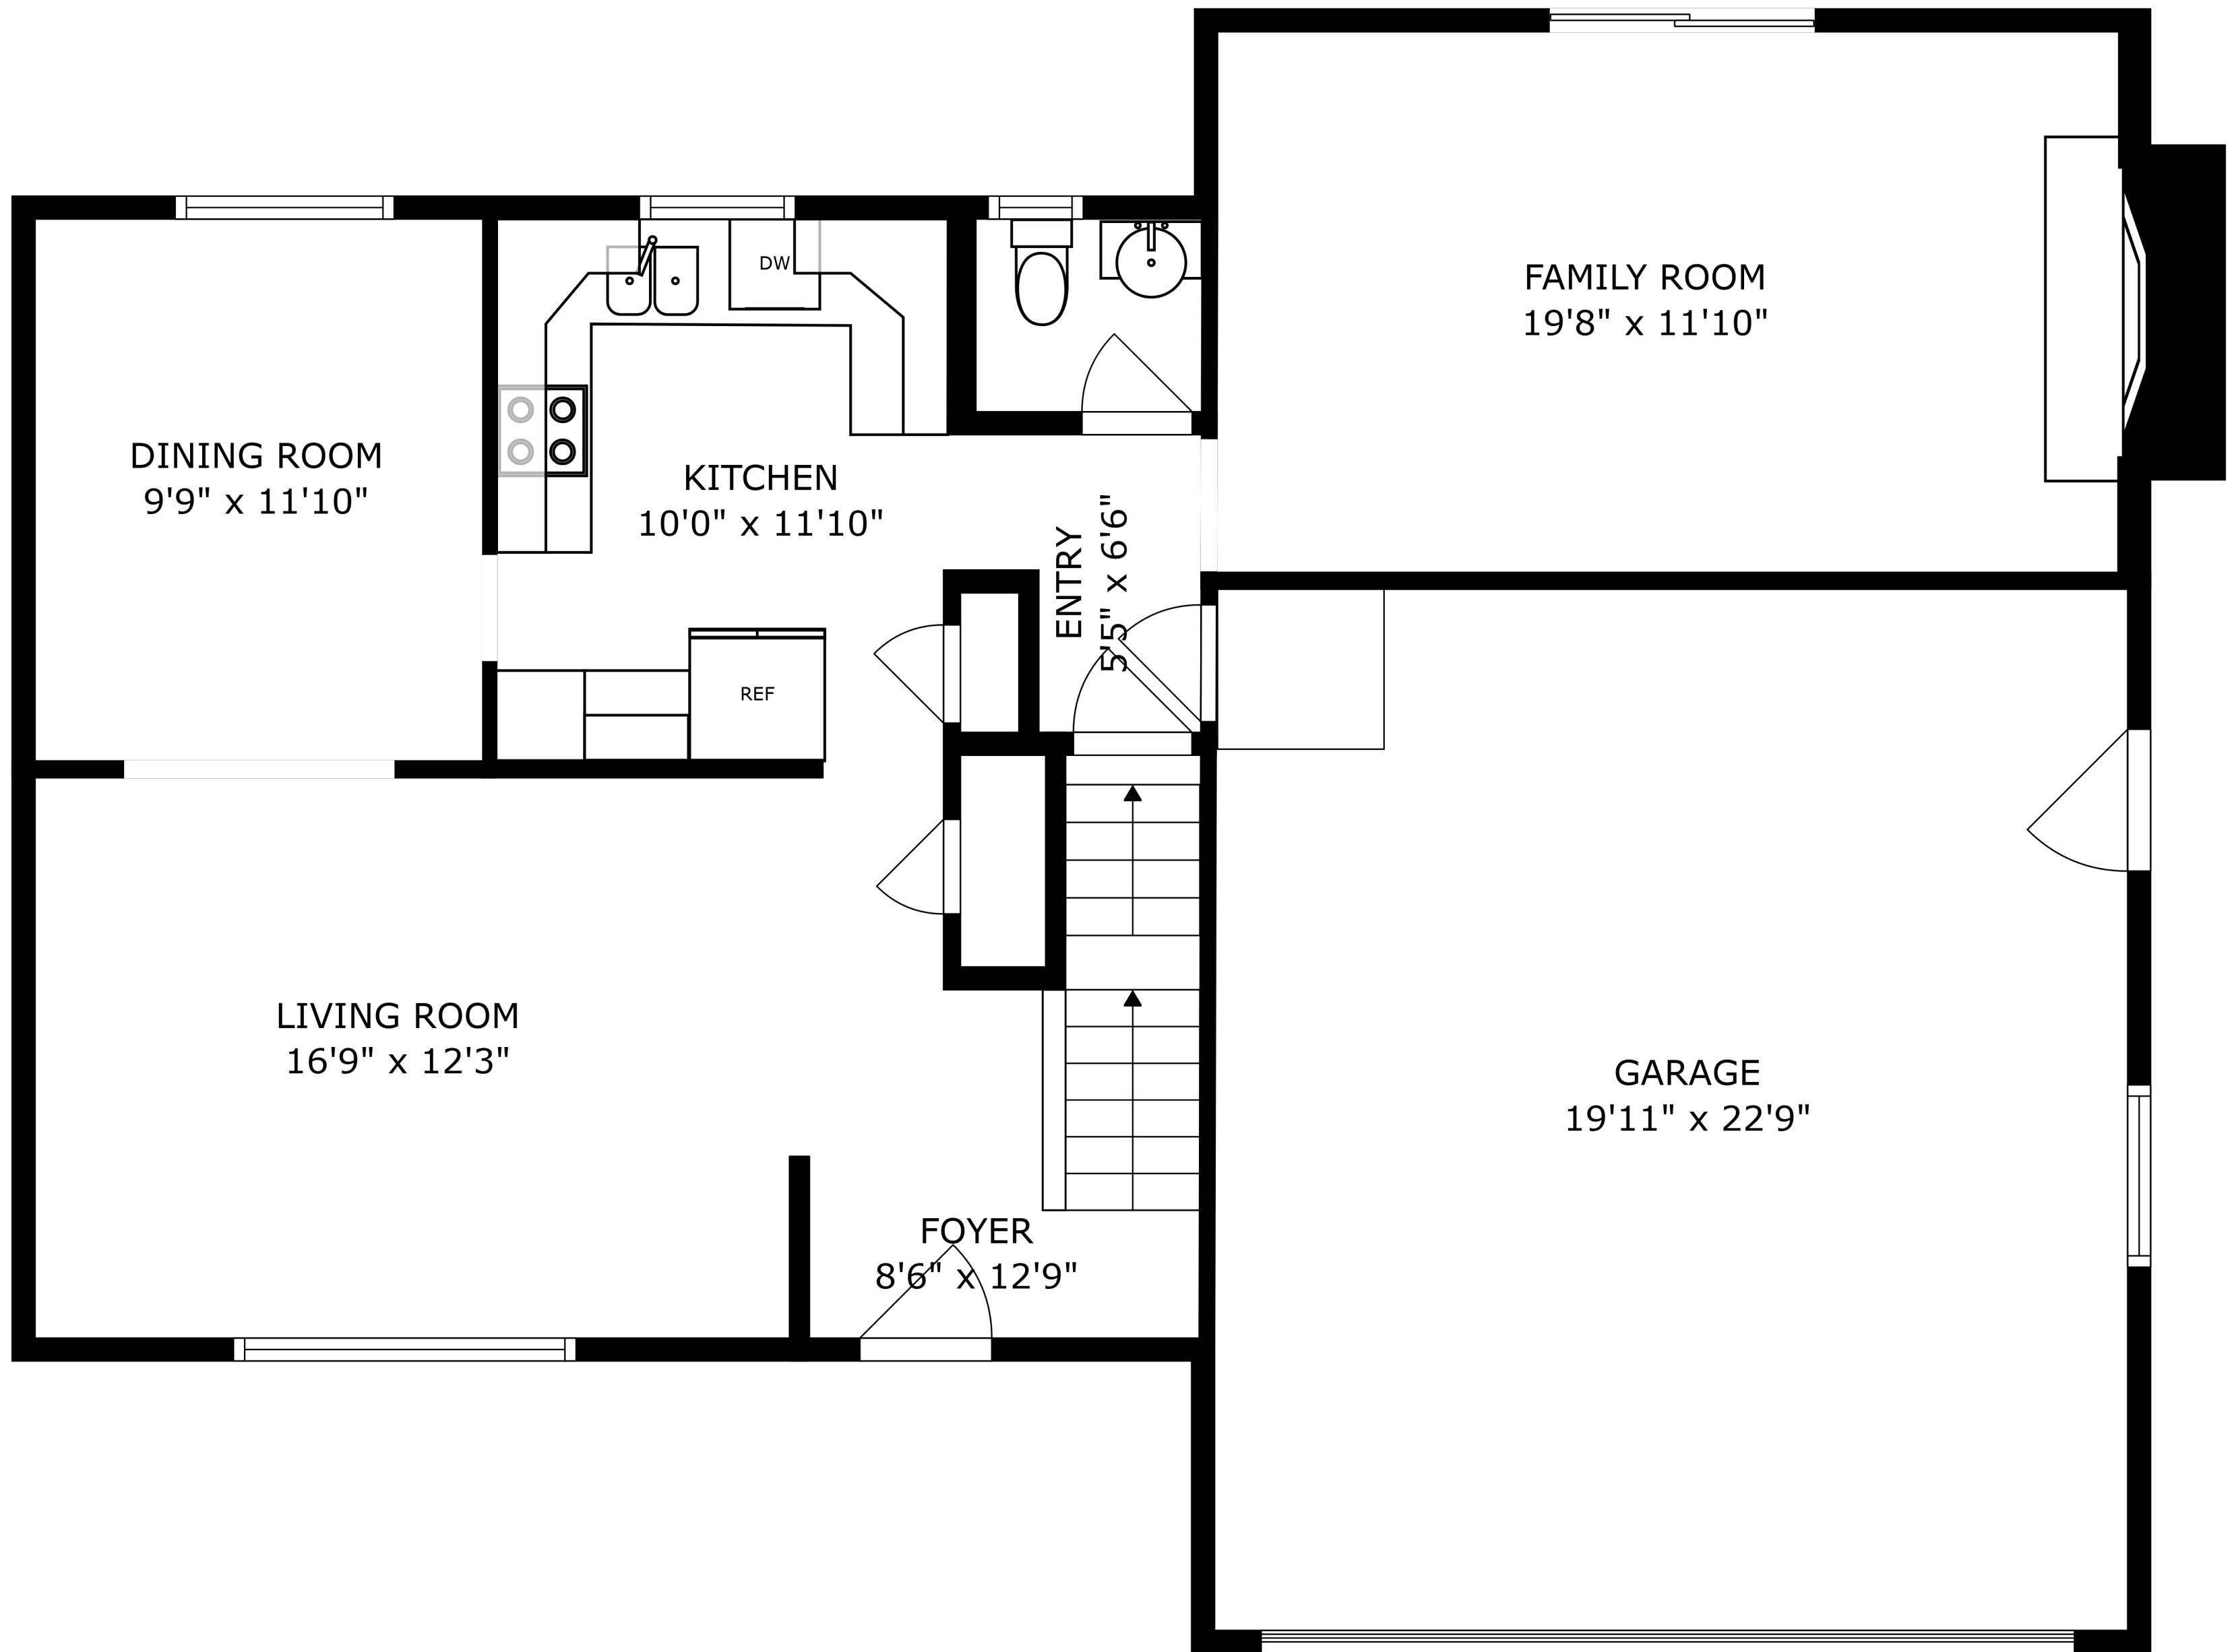 DW
FAMILY ROOM
19'8" x 11'10"
DINING ROOM
9'9" x 11'10"
KITCHEN
10'0" x 11'10"
ENTRY
5'5" x 6'6"
REF
LIVING ROOM
16'9" x 12'3"
GARAGE
19'11" x 22'9"
FOYER
8'6" x 12'9"